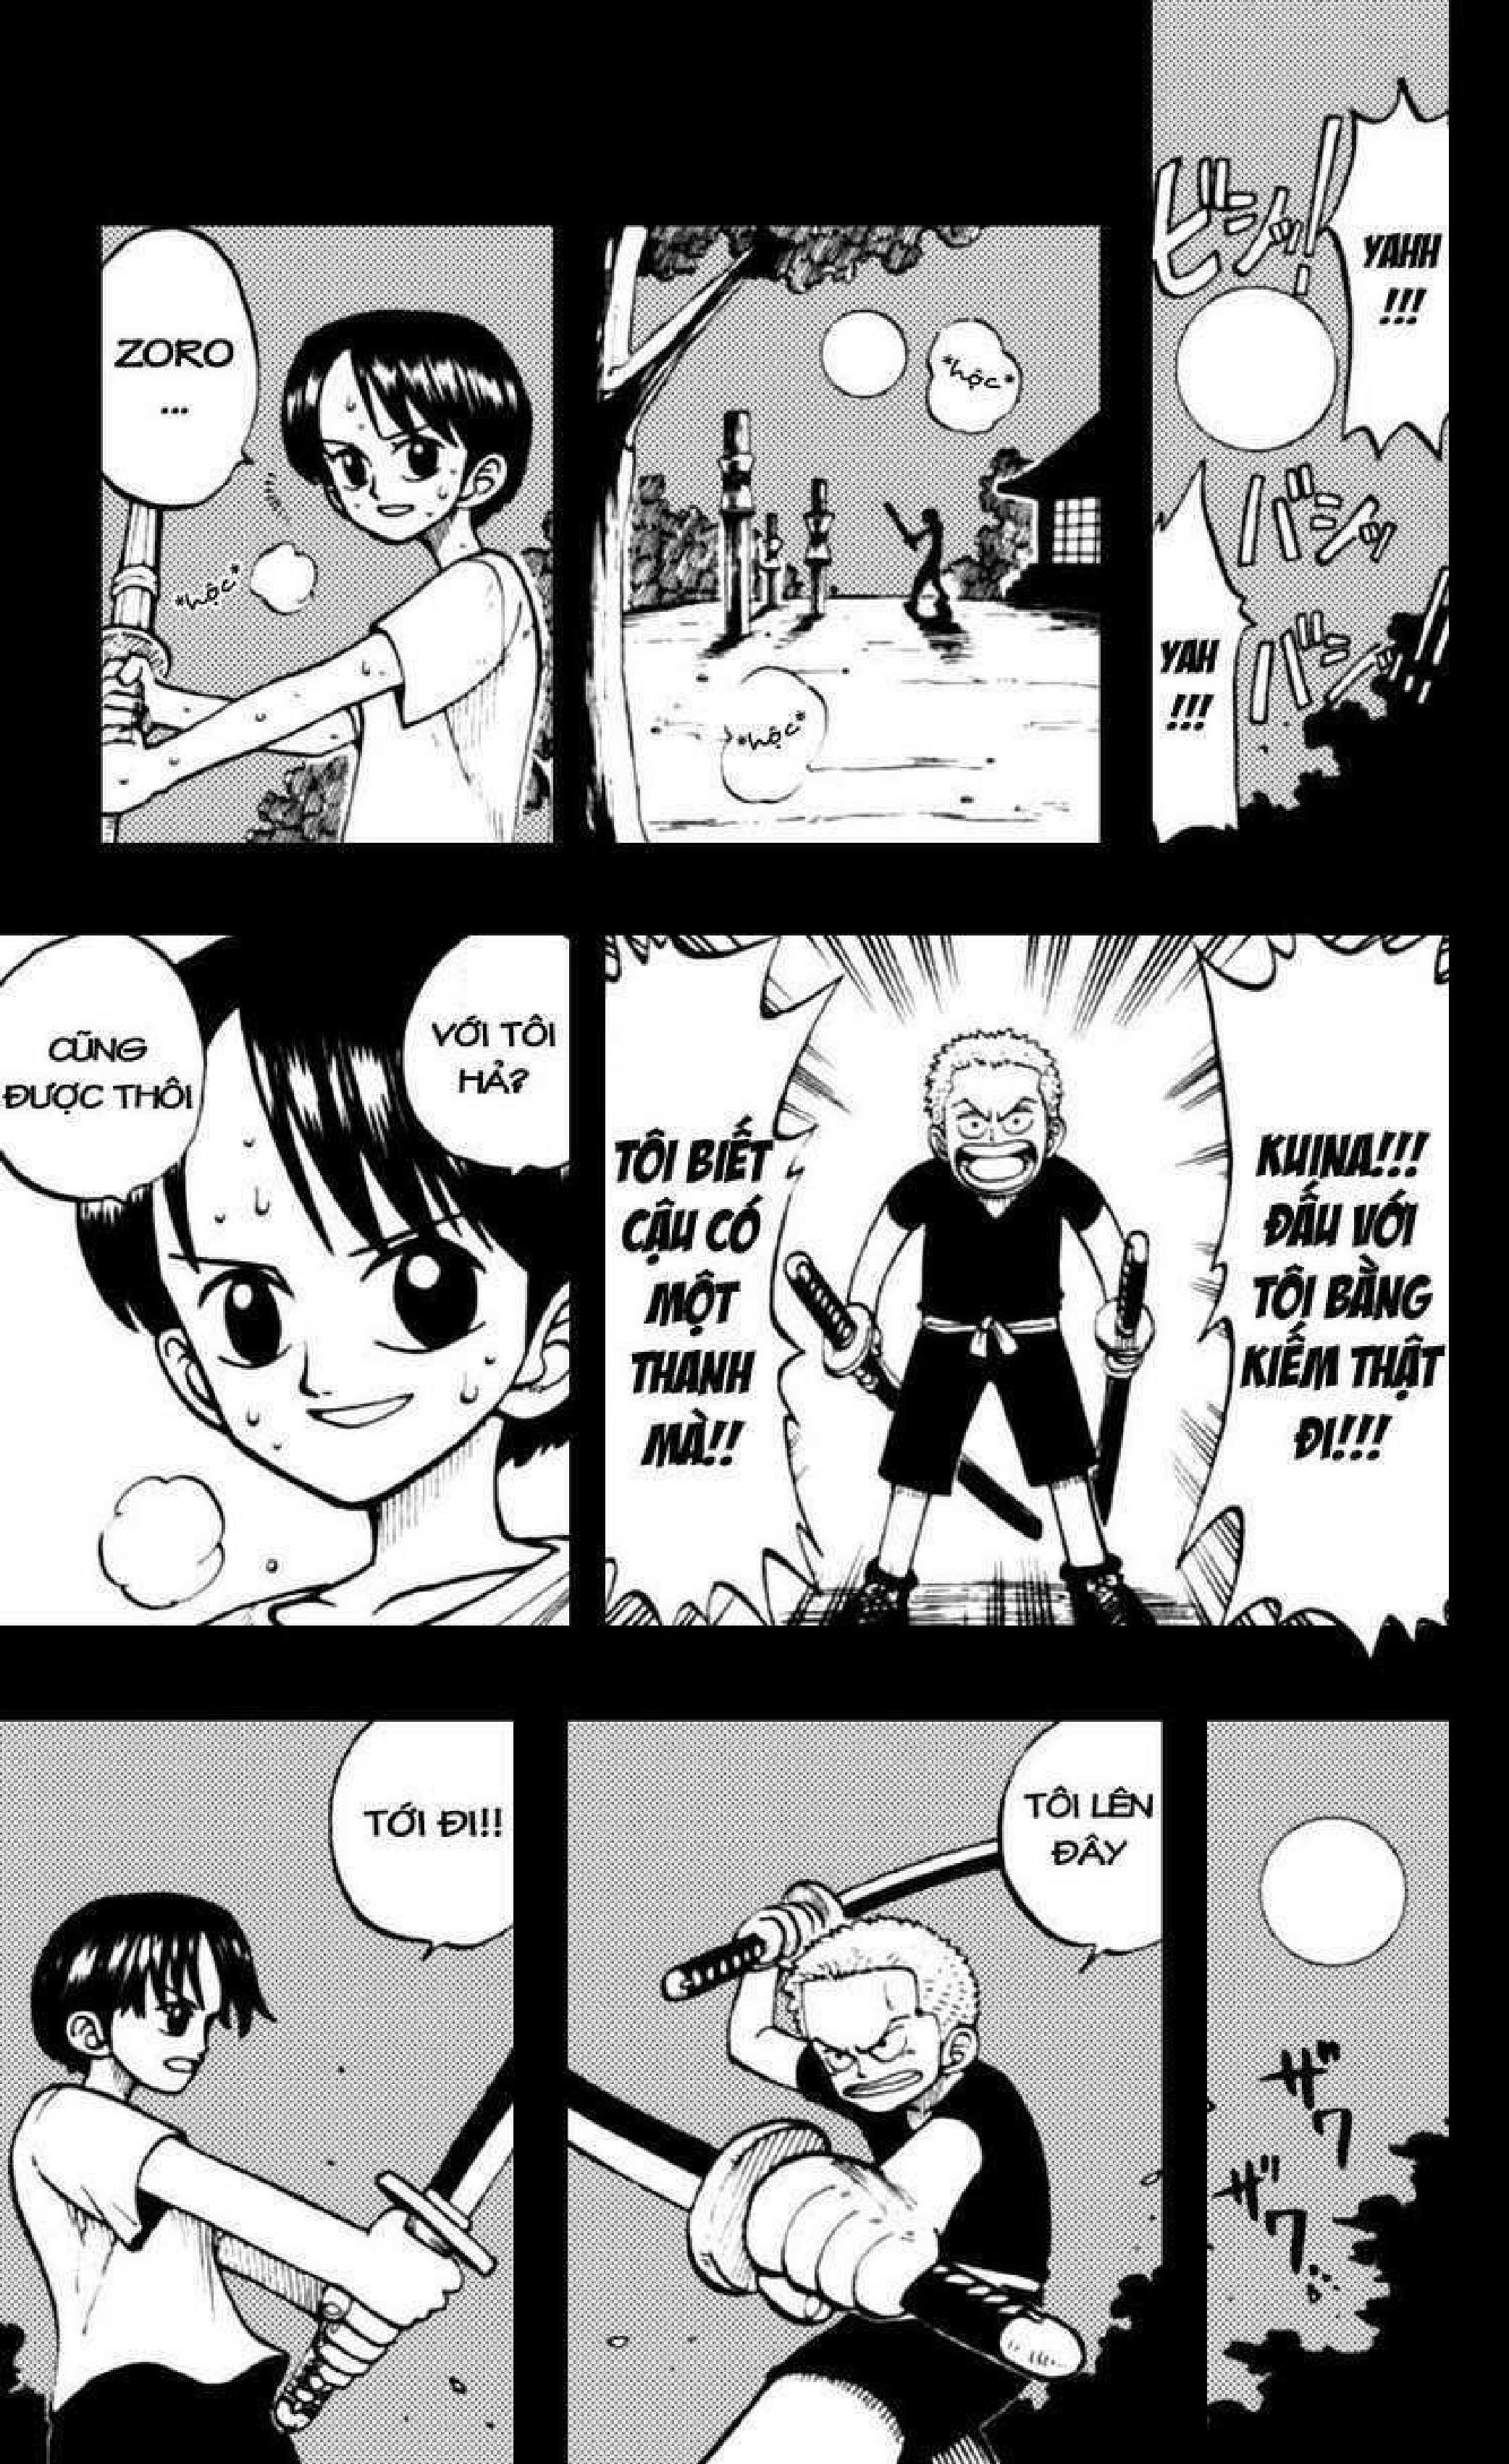 YAHH
!!!
ビシッ!
バシッ
バシッ
YAH
!!!
*hộc*
*hộc*
ZORO
...
*hộc*
KUINA!!!
ĐẤU VỚI
TÔI BẰNG
KIẾM THẬT
ĐI!!!
TÔI BIẾT
CẬU CÓ
MỘT
THANH
MÀ!!
VỚI TÔI
HẢ?
CŨNG
ĐƯỢC THÔI
ザワ
ザワ
TÔI LÊN
ĐÂY
TỚI ĐI!!